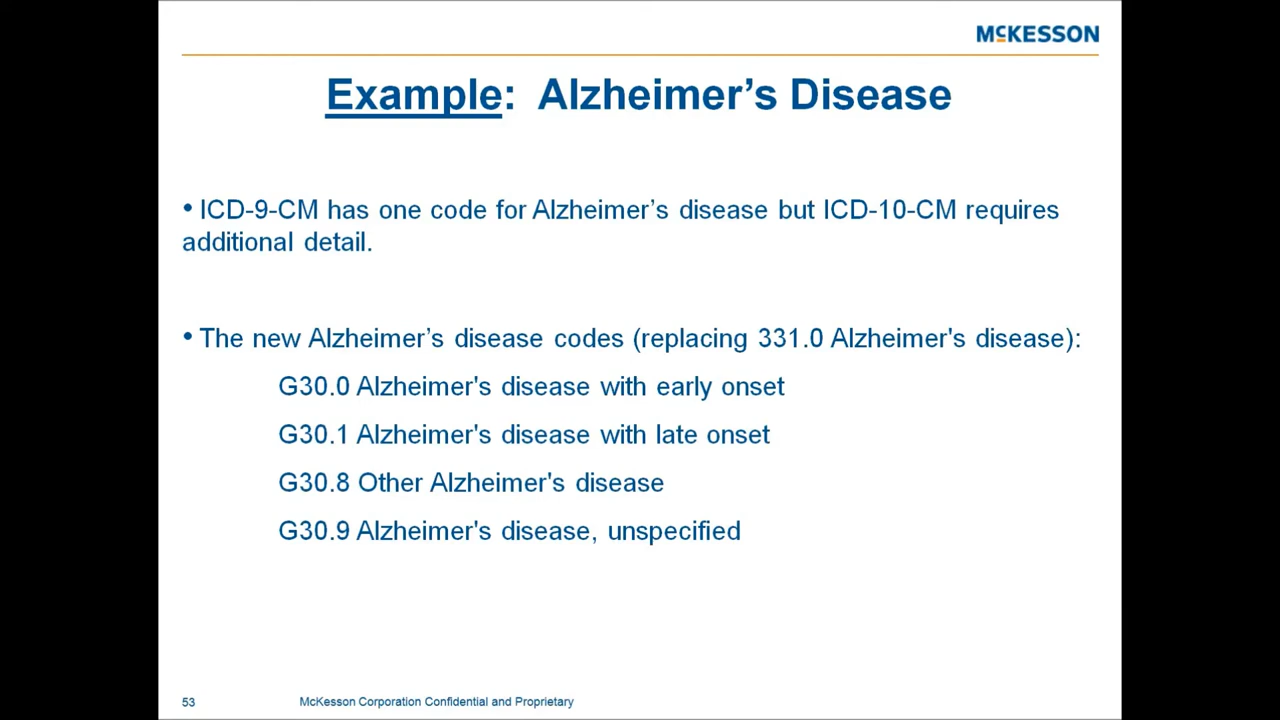 MCKESSON
Example: Alzheimer’s Disease
• ICD-9-CM has one code for Alzheimer’s disease but ICD-10-CM requires
additional detail.
• The new Alzheimer’s disease codes (replacing 331.0 Alzheimer's disease):
G30.0 Alzheimer's disease with early onset
G30.1 Alzheimer's disease with late onset
G30.8 Other Alzheimer's disease
G30.9 Alzheimer's disease, unspecified
53 McKesson Corporation Confidential and Proprietary